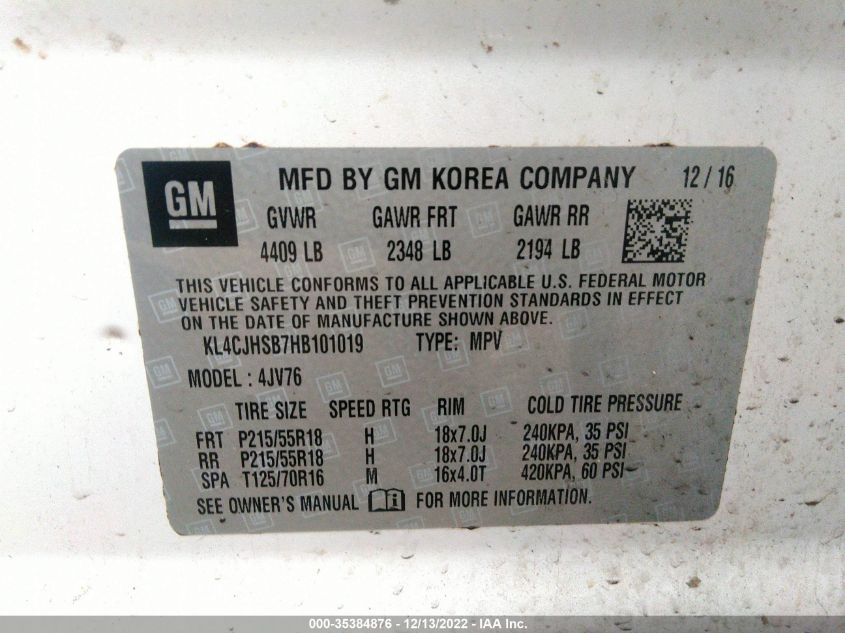 GM MFD BY GM KOREA COMPANY 12/16
GVWR GAWR FRT GAWR RR
4409 LB 2348 LB 2194 LB
THIS VEHICLE CONFORMS TO ALL APPLICABLE U.S. FEDERAL MOTOR
VEHICLE SAFETY AND THEFT PREVENTION STANDARDS IN EFFECT
ON THE DATE OF MANUFACTURE SHOWN ABOVE.
KL4CJHSB7HB101019 TYPE: MPV
MODEL : 4JV76
TIRE SIZE SPEED RTG RIM COLD TIRE PRESSURE
FRT P215/55R18 H 18x7.0J 240KPA, 35 PSI
RR P215/55R18 H 18x7.0J 240KPA, 35 PSI
SPA T125/70R16 M 16x4.0T 420KPA, 60 PSI
SEE OWNER'S MANUAL FOR MORE INFORMATION.
000-35384876 - 12/13/2022 - IAA Inc.